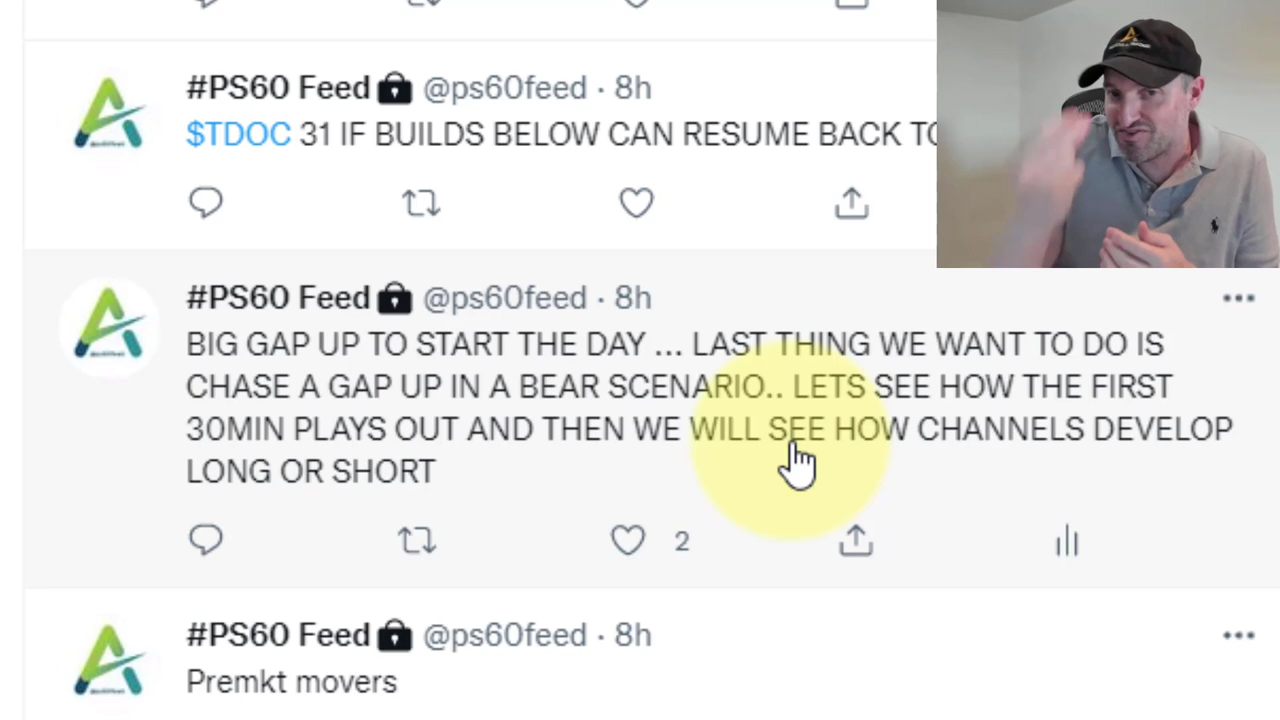 #PS60 Feed @ps60feed · 8h
$TDOC 31 IF BUILDS BELOW CAN RESUME BACK TO
#PS60 Feed @ps60feed · 8h
BIG GAP UP TO START THE DAY ... LAST THING WE WANT TO DO IS
CHASE A GAP UP IN A BEAR SCENARIO.. LETS SEE HOW THE FIRST
30MIN PLAYS OUT AND THEN WE WILL SEE HOW CHANNELS DEVELOP
LONG OR SHORT
2
#PS60 Feed @ps60feed · 8h
Premkt movers